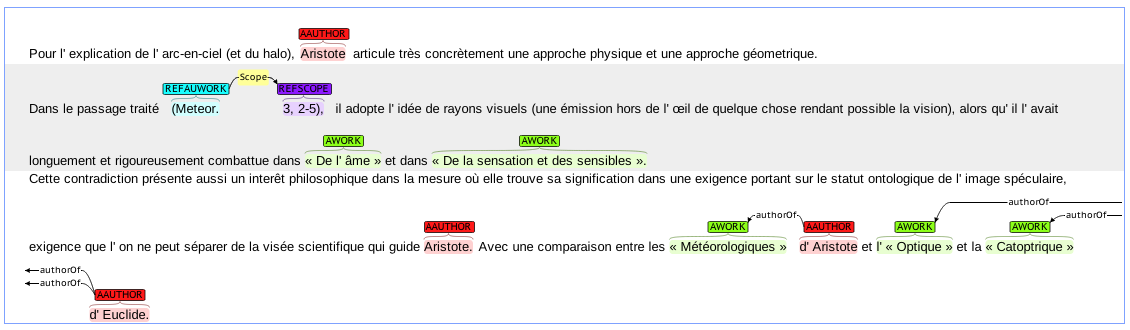 AAUTHOR
Pour l' explication de l' arc-en-ciel (et du halo), Aristote articule très concrètement une approche physique et une approche géometrique.
Scope
REFAUWORK REFSCOPE
Dans le passage traité (Meteor. 3, 2-5), il adopte l' idée de rayons visuels (une émission hors de l' œil de quelque chose rendant possible la vision), alors qu' il l' avait
AWORK AWORK
longuement et rigoureusement combattue dans « De l' âme » et dans « De la sensation et des sensibles ».
Cette contradiction présente aussi un interêt philosophique dans la mesure où elle trouve sa signification dans une exigence portant sur le statut ontologique de l' image spéculaire,
authorOf
authorOf authorOf
AAUTHOR AWORK AAUTHOR AWORK AWORK
exigence que l' on ne peut séparer de la visée scientifique qui guide Aristote. Avec une comparaison entre les « Météorologiques » d' Aristote et l' « Optique » et la « Catoptrique »
authorOf
authorOf
AAUTHOR
d' Euclide.